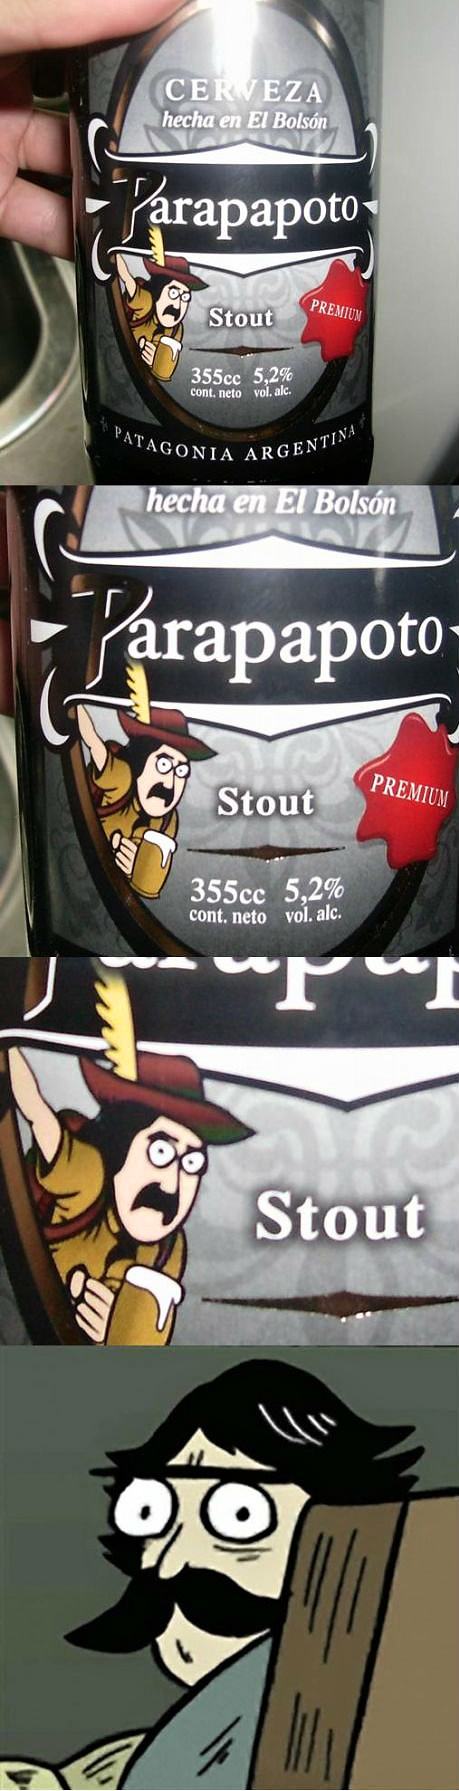 CERVEZA
hecha en El Bolsón
Parapapoto
Stout
PREMIUM
355cc 5,2%
cont. neto vol. alc.
PATAGONIA ARGENTINA
hecha en El Bolsón
Parapapoto
Stout
PREMIUM
355cc 5,2%
cont. neto vol. alc.
Stout